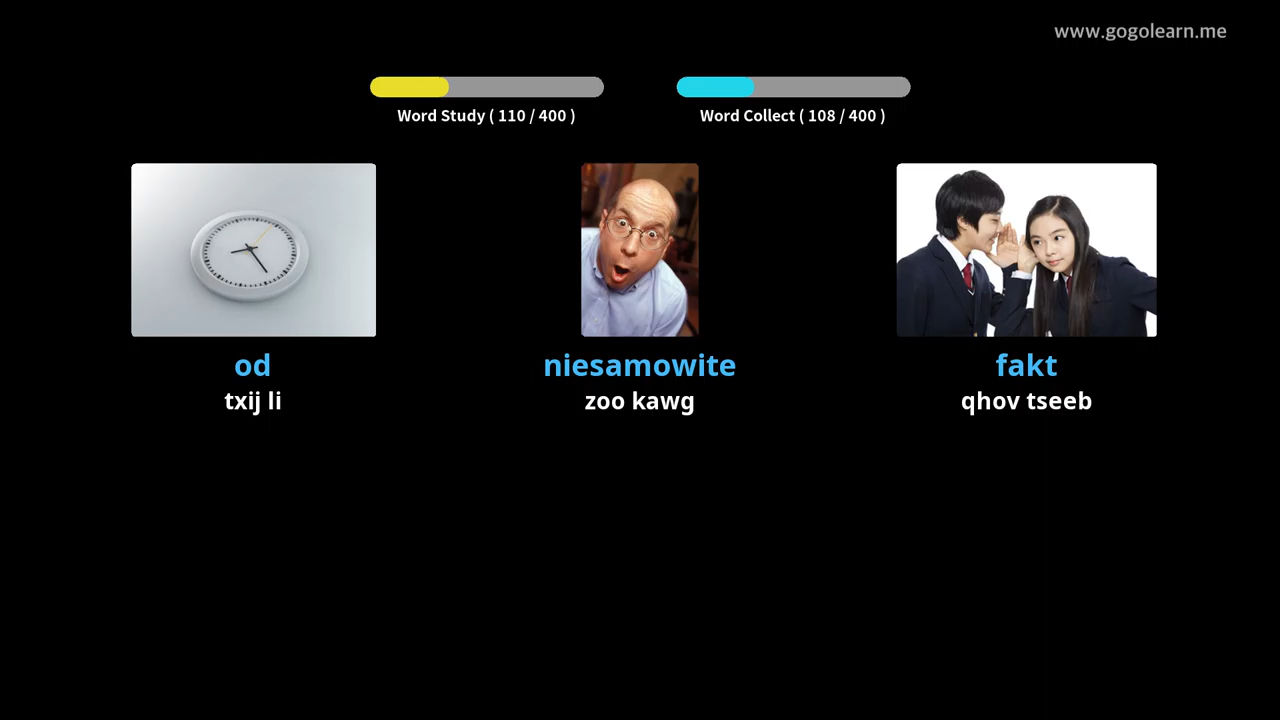 www.gogolearn.me
Word Study ( 110 / 400 )
Word Collect ( 108 / 400 )
od
niesamowite
fakt
txij li
zoo kawg
qhov tseeb